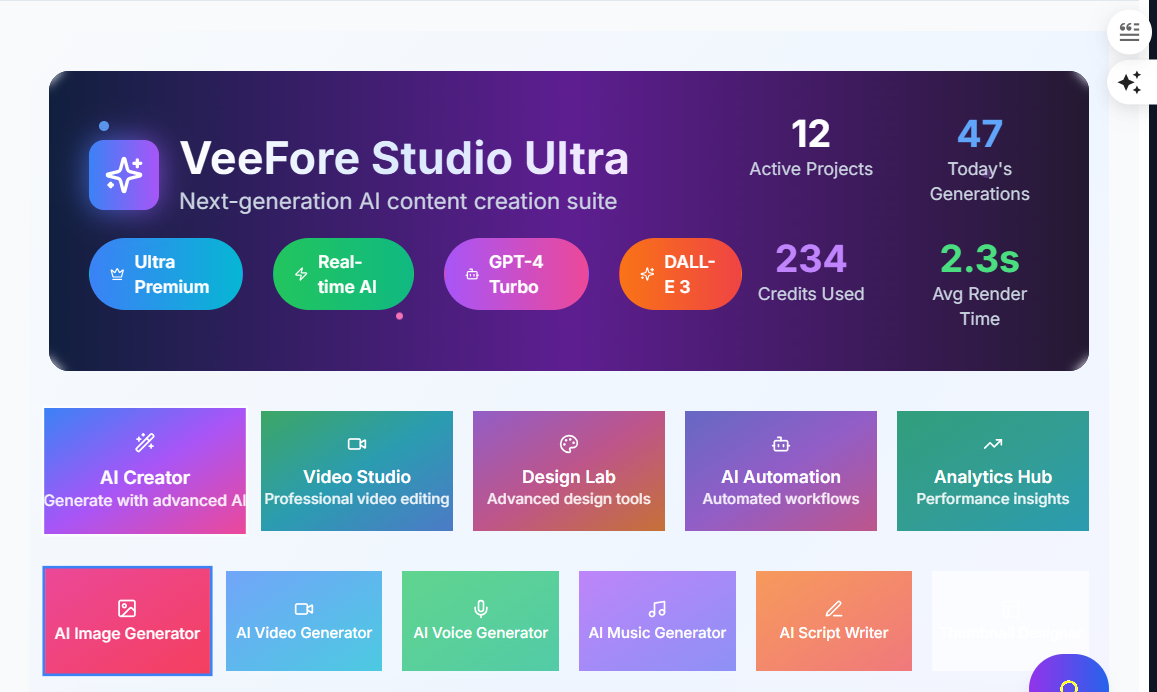 VeeFore Studio Ultra
Next-generation AI content creation suite
12
Active Projects
47
Today's
Generations
Ultra
Premium
Real-
time AI
GPT-4
Turbo
DALL-
E 3
234
Credits Used
2.3s
Avg Render
Time
AI Creator
Generate with advanced AI
Video Studio
Professional video editing
Design Lab
Advanced design tools
AI Automation
Automated workflows
Analytics Hub
Performance insights
AI Image Generator
AI Video Generator
AI Voice Generator
AI Music Generator
AI Script Writer